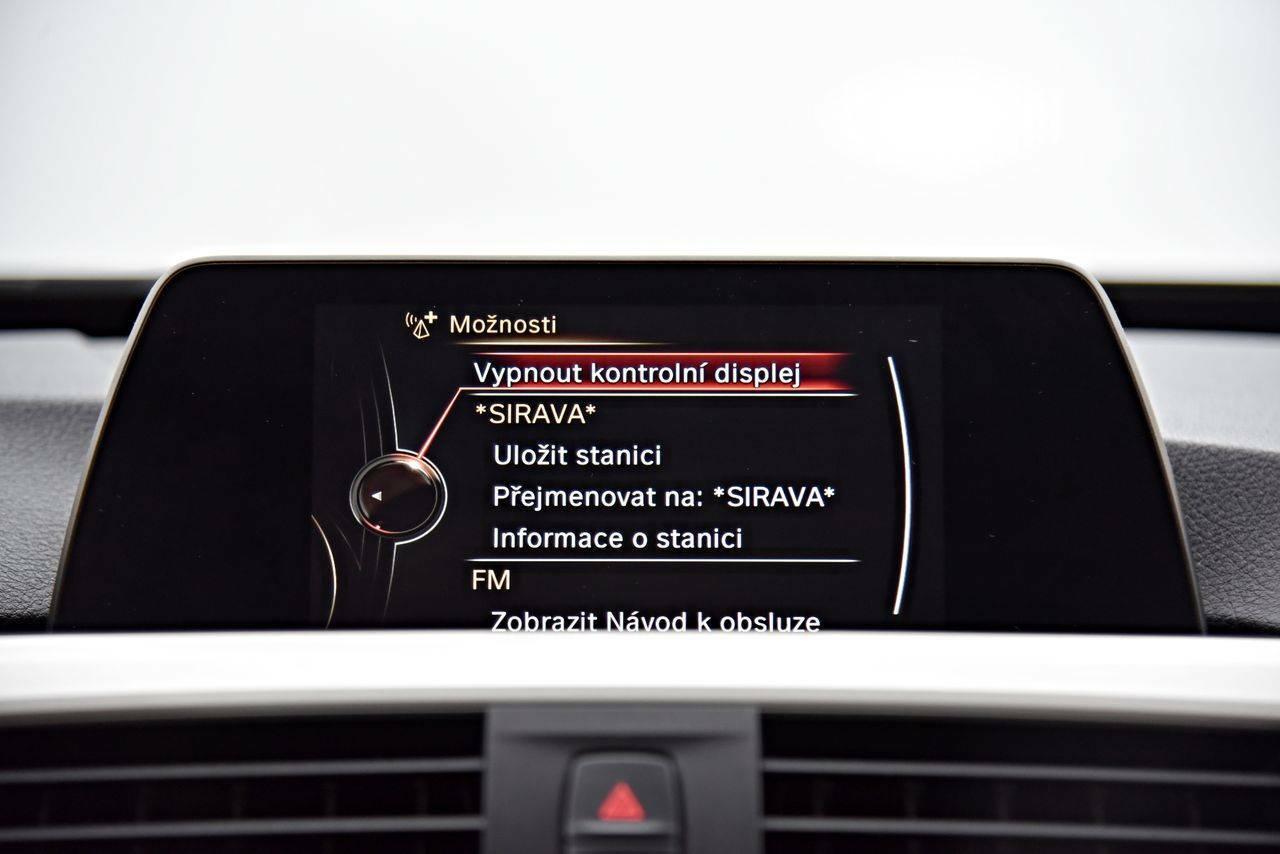 Možnosti
Vypnout kontrolní displej
*SIRAVA*
Uložit stanici
Přejmenovat na: *SIRAVA*
Informace o stanici
FM
Zobrazit Návod k obsluze